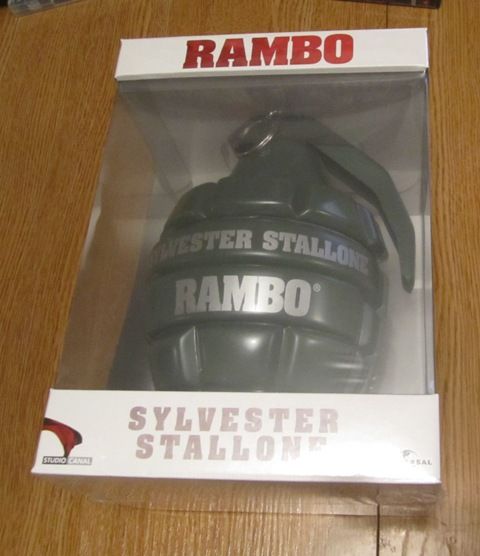 RAMBO
SYLVESTER STALLONE
RAMBO®
SYLVESTER
STALLONE
STUDIO CANAL